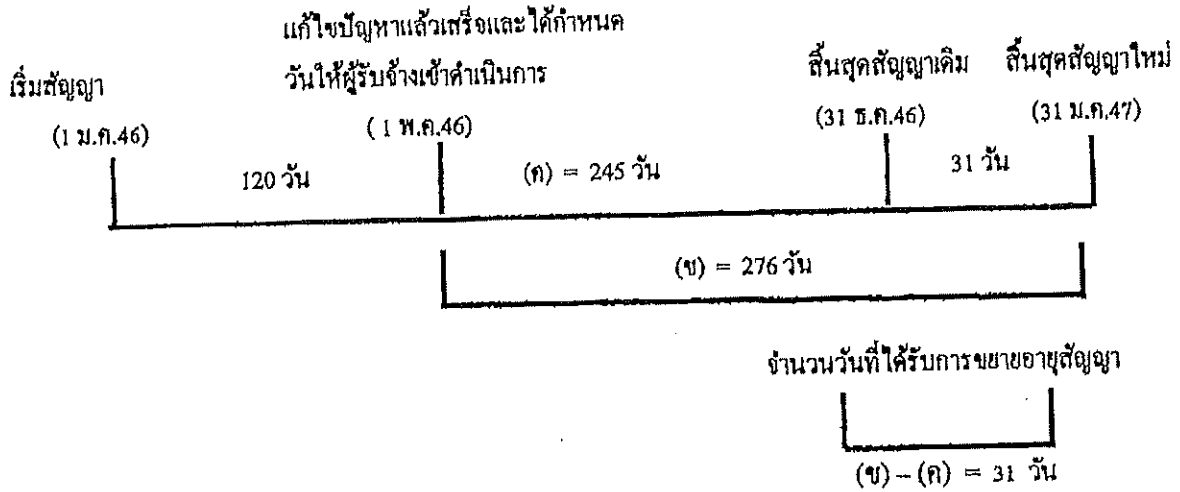 แก้ไขปัญหาแล้วเสร็จและได้กำหนด
วันให้ผู้รับจ้างเข้าดำเนินการ
เริ่มสัญญา
สิ้นสุดสัญญาเดิม
สิ้นสุดสัญญาใหม่
(1 ม.ค.46)
( 1 พ.ค.46)
(31 ธ.ค.46)
(31 ม.ค.47)
120 วัน
(ค) = 245 วัน
31 วัน
(ข) = 276 วัน
จำนวนวันที่ได้รับการขยายอายุสัญญา
(ข) – (ค) = 31 วัน